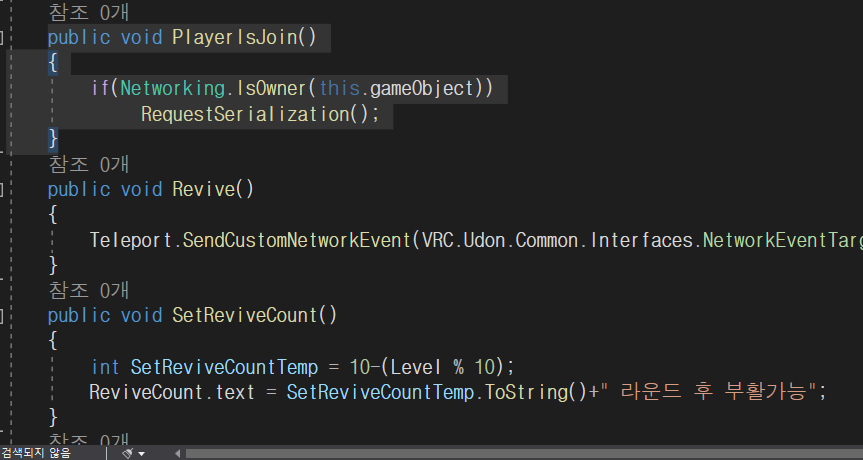 참조 0개
public void PlayerIsJoin()
{
if(Networking.IsOwner(this.gameObject))
RequestSerialization();
}
참조 0개
public void Revive()
{
Teleport.SendCustomNetworkEvent(VRC.Udon.Common.Interfaces.NetworkEventTarg
}
참조 0개
public void SetReviveCount()
{
int SetReviveCountTemp = 10-(Level % 10);
ReviveCount.text = SetReviveCountTemp.ToString()+" 라운드 후 부활가능";
}
참조 0개
검색되지 않음